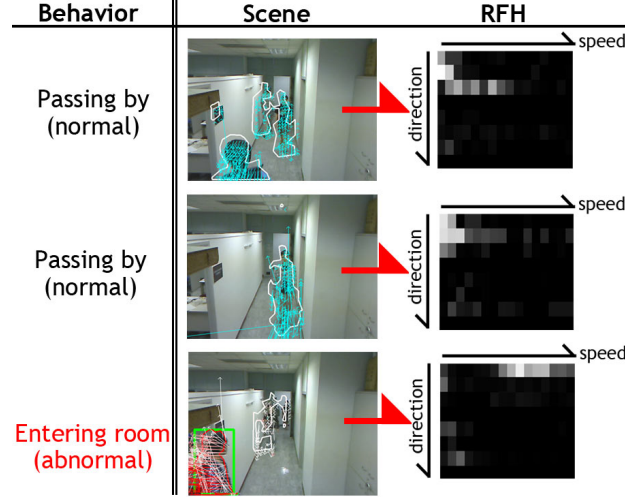 Behavior Scene RFH
speed
direction
Passing by
(normal)
speed
direction
Passing by
(normal)
speed
direction
Entering room
(abnormal)